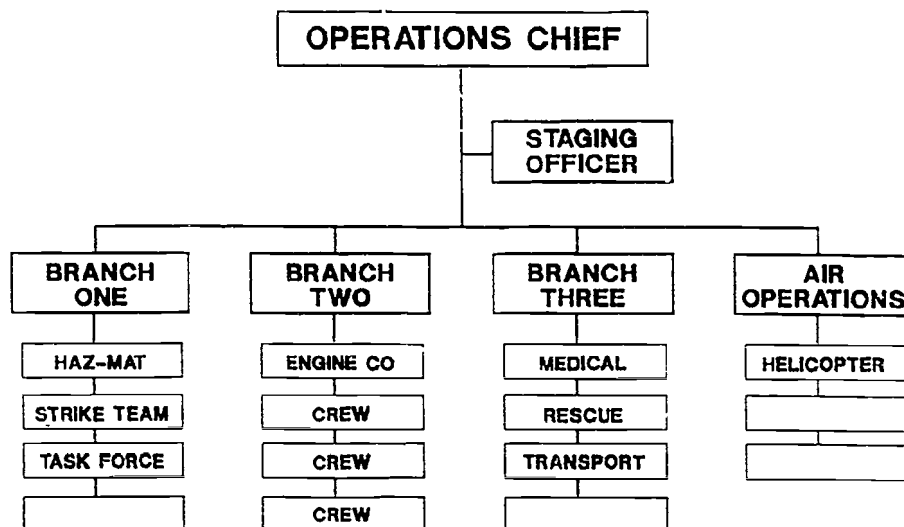 OPERATIONS CHIEF
STAGING
OFFICER
BRANCH
ONE
BRANCH
TWO
BRANCH
THREE
AIR
OPERATIONS
HAZ-MAT
ENGINE CO
MEDICAL
HELICOPTER
STRIKE TEAM
CREW
RESCUE
TASK FORCE
CREW
TRANSPORT
CREW